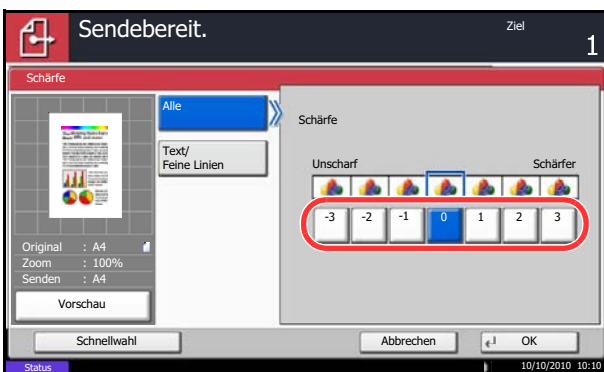 Sendebereit.
Ziel
1
Schärfe
Alle
Text/
Feine Linien
Schärfe
Unscharf Schärfer
-3 -2 -1 0 1 2 3
Original : A4
Zoom : 100%
Senden : A4
Vorschau
Schnellwahl
Abbrechen
OK
Status
10/10/2010 10:10